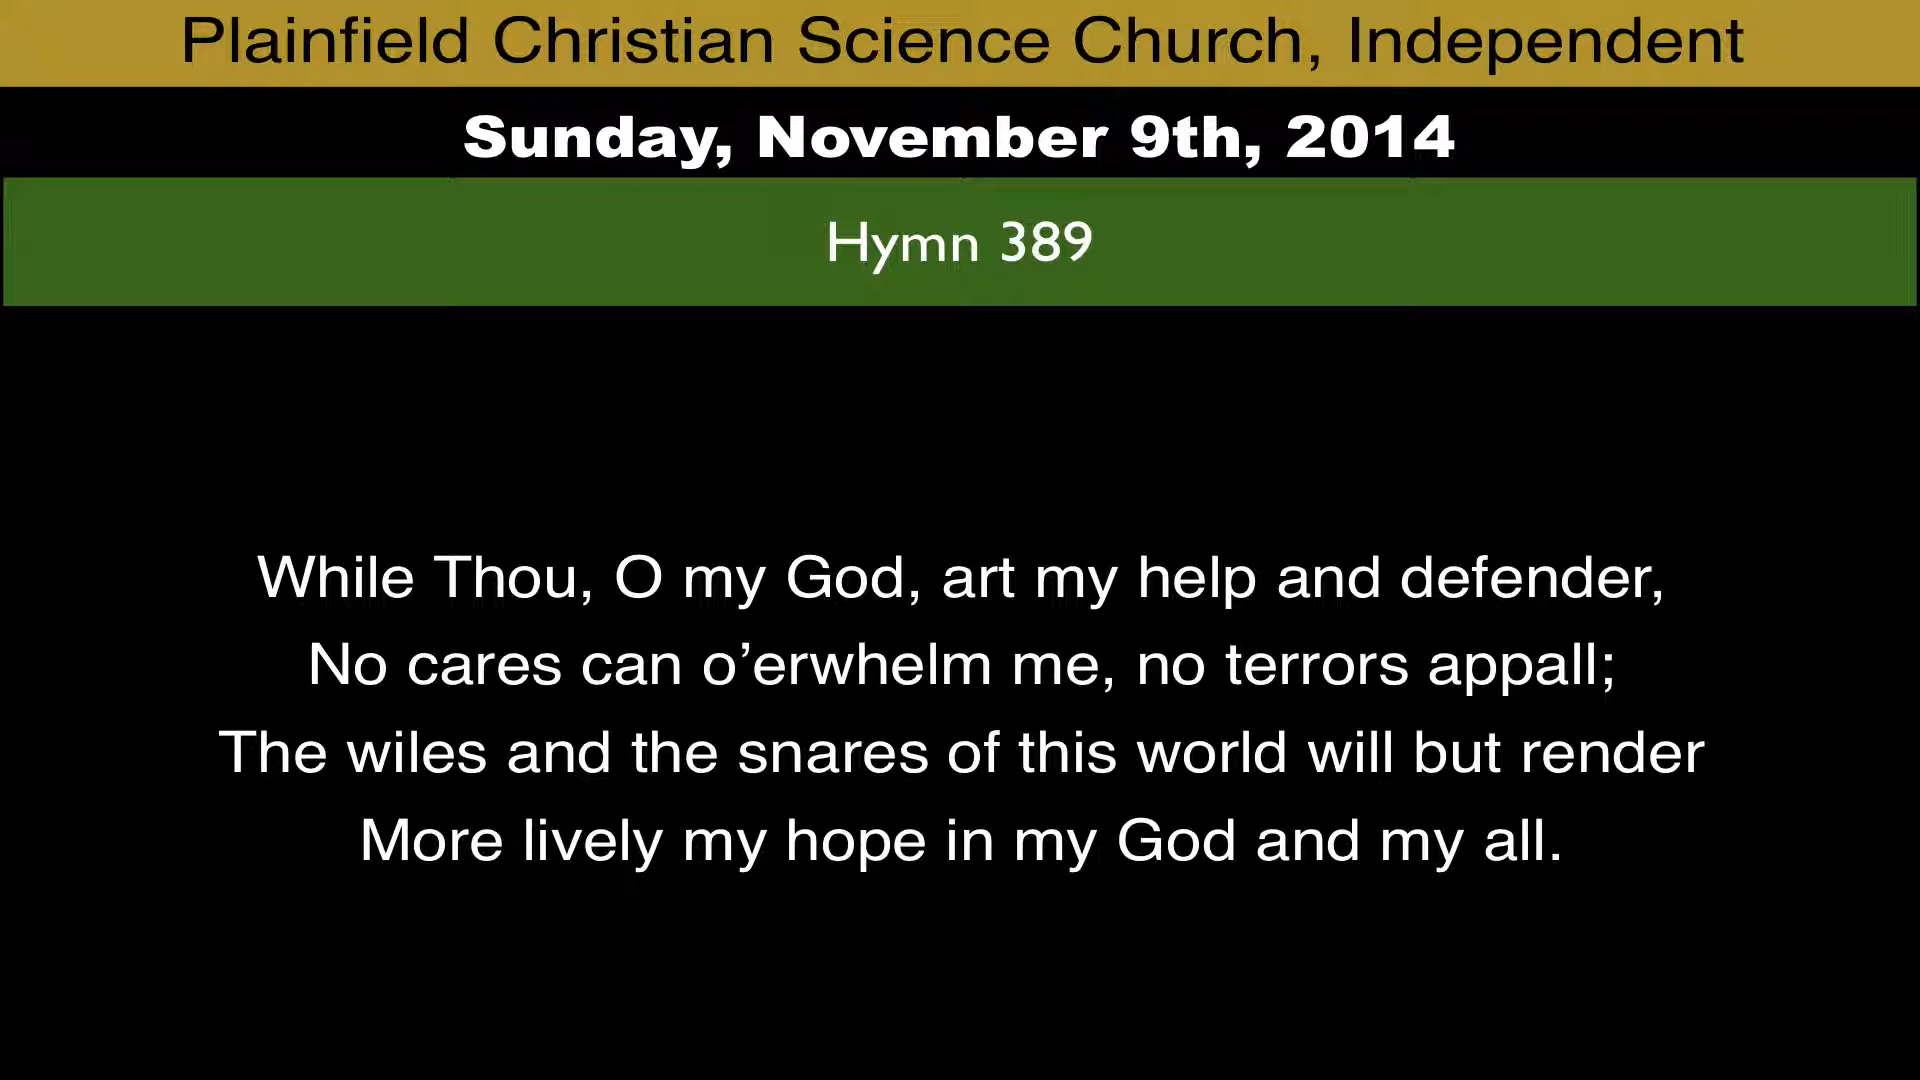 Plainfield Christian Science Church, Independent
Sunday, November 9th, 2014
Hymn 389
While Thou, O my God, art my help and defender,
No cares can o’erwhelm me, no terrors appall;
The wiles and the snares of this world will but render
More lively my hope in my God and my all.